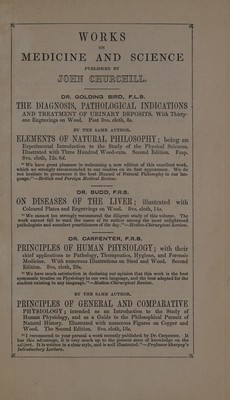 WORKS
ON
MEDICINE AND SCIENCE
PUBLISHED BY
JOHN CHURCHILL.
DR. GOLDING BIRD, F.L.S.
THE DIAGNOSIS, PATHOLOGICAL INDICATIONS
AND TREATMENT OF URINARY DEPOSITS. With Thirty-
one Engravings on Wood. Post 8vo. cloth, 8s.
BY THE SAME AUTHOR.
ELEMENTS OF NATURAL PHILOSOPHY; being an
Experimental Introduction to the Study of the Physical Sciences.
Illustrated with Three Hundred Wood-cuts. Second Edition. Fcap.
8vo. cloth, 12s. 6d.
"We have great pleasure in welcoming a new edition of this excellent work,
which we strongly recommended to our readers on its first appearance. We do
not hesitate to pronounce it the best Manual of Natural Philosophy in our lan-
guage."—British and Foreign Medical Review.
DR. BUDD, F.R.S.
ON DISEASES OF THE LIVER; illustrated with
Coloured Plates and Engravings on Wood. 8vo. cloth, 14s.
"We cannot too strongly recommend the diligent study of this volume. The
work cannot fail to rank the name of its author among the most enlightened
pathologists and soundest practitioners of the day."—Medico-Chirurgical Review.
DR. CARPENTER, F.R.S.
PRINCIPLES OF HUMAN PHYSIOLOGY; with their
chief applications to Pathology, Therapeutics, Hygiene, and Forensic
Medicine. With numerous Illustrations on Steel and Wood. Second
Edition. 8vo. cloth, 20s.
"We have much satisfaction in declaring our opinion that this work is the best
systematic treatise on Physiology in our own language, and the best adapted for the
student existing in any language."—Medico-Chirurgical Review.
BY THE SAME AUTHOR.
PRINCIPLES OF GENERAL AND COMPARATIVE
PHYSIOLOGY; intended as an Introduction to the Study of
Human Physiology, and as a Guide to the Philosophical Pursuit of
Natural History. Illustrated with numerous Figures on Copper and
Wood. The Second Edition. 8vo. cloth, 18s.
"I recommend to your perusal a work recently published by Dr. Carpenter. It
has this advantage, it is very much up to the present state of knowledge on the
subject. It is written in a clear style, and is well illustrated."—Professor Sharpey's
Introductory Lecture.